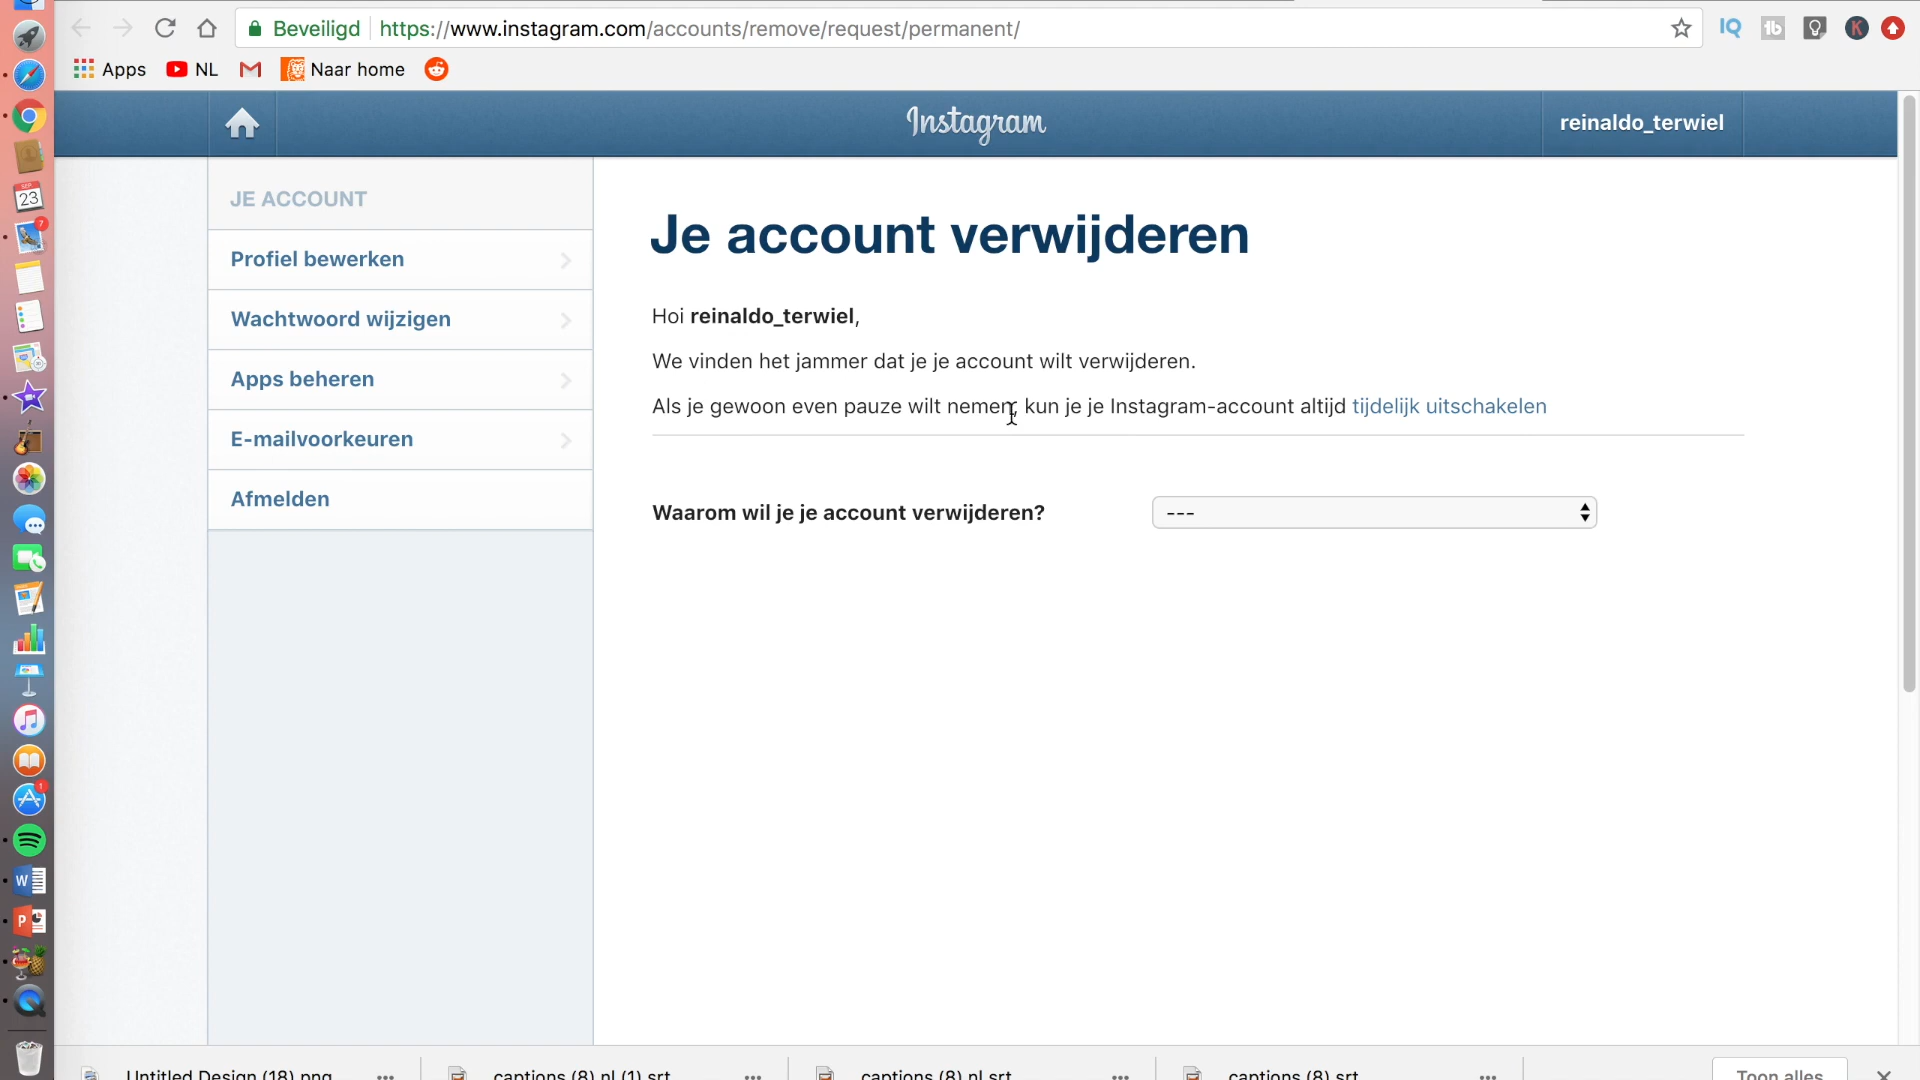 Beveiligd https://www.instagram.com/accounts/remove/request/permanent/
Apps NL Naar home
Instagram
reinaldo_terwiel
JE ACCOUNT
Profiel bewerken
Wachtwoord wijzigen
Apps beheren
E-mailvoorkeuren
Afmelden
Je account verwijderen
Hoi reinaldo_terwiel,
We vinden het jammer dat je je account wilt verwijderen.
Als je gewoon even pauze wilt nemen, kun je je Instagram-account altijd tijdelijk uitschakelen
Waarom wil je je account verwijderen? ---
Untitled Design (18).png
captions (8).nl (1).srt
captions (8).nl.srt
captions (8).srt
Toon alles